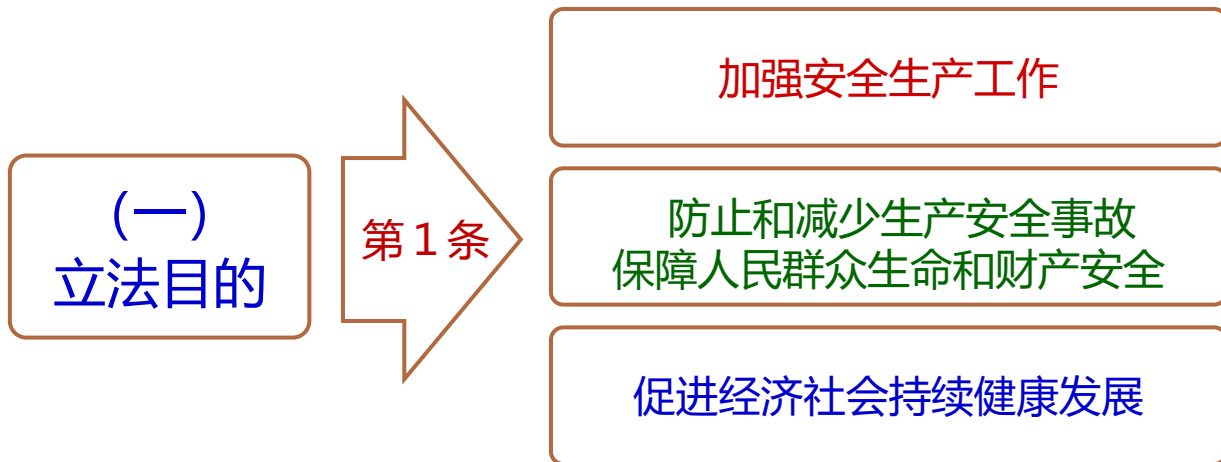 (一)
立法目的
第1条
加强安全生产工作
防止和减少生产安全事故
保障人民群众生命和财产安全
促进经济社会持续健康发展